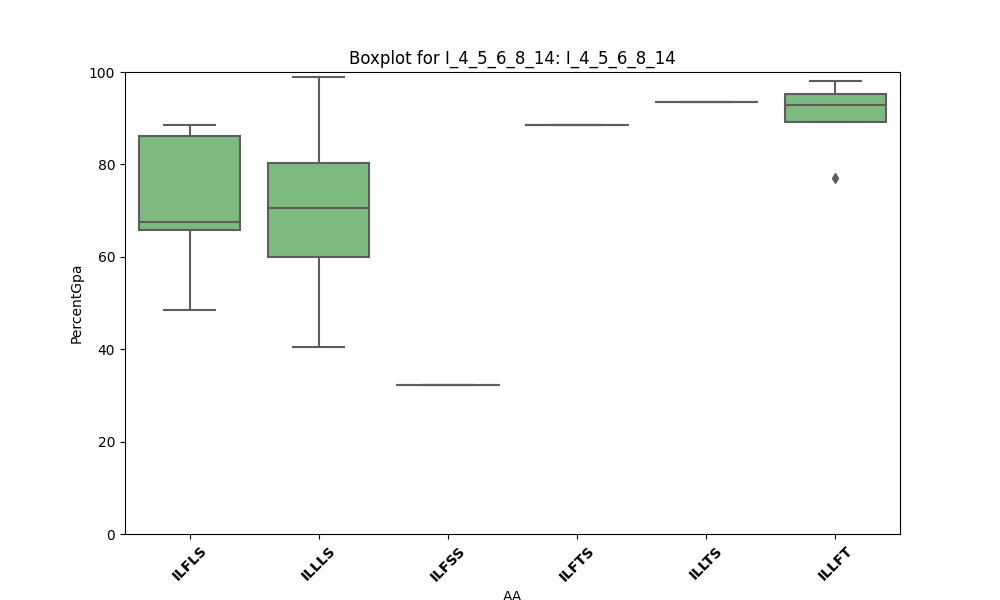 Boxplot for I_4_5_6_8_14: I_4_5_6_8_14
100
80
60
40
20
0
PercentGpa
ILFLS
ILLLS
ILFSS
ILFTS
ILLTS
ILLFT
AA